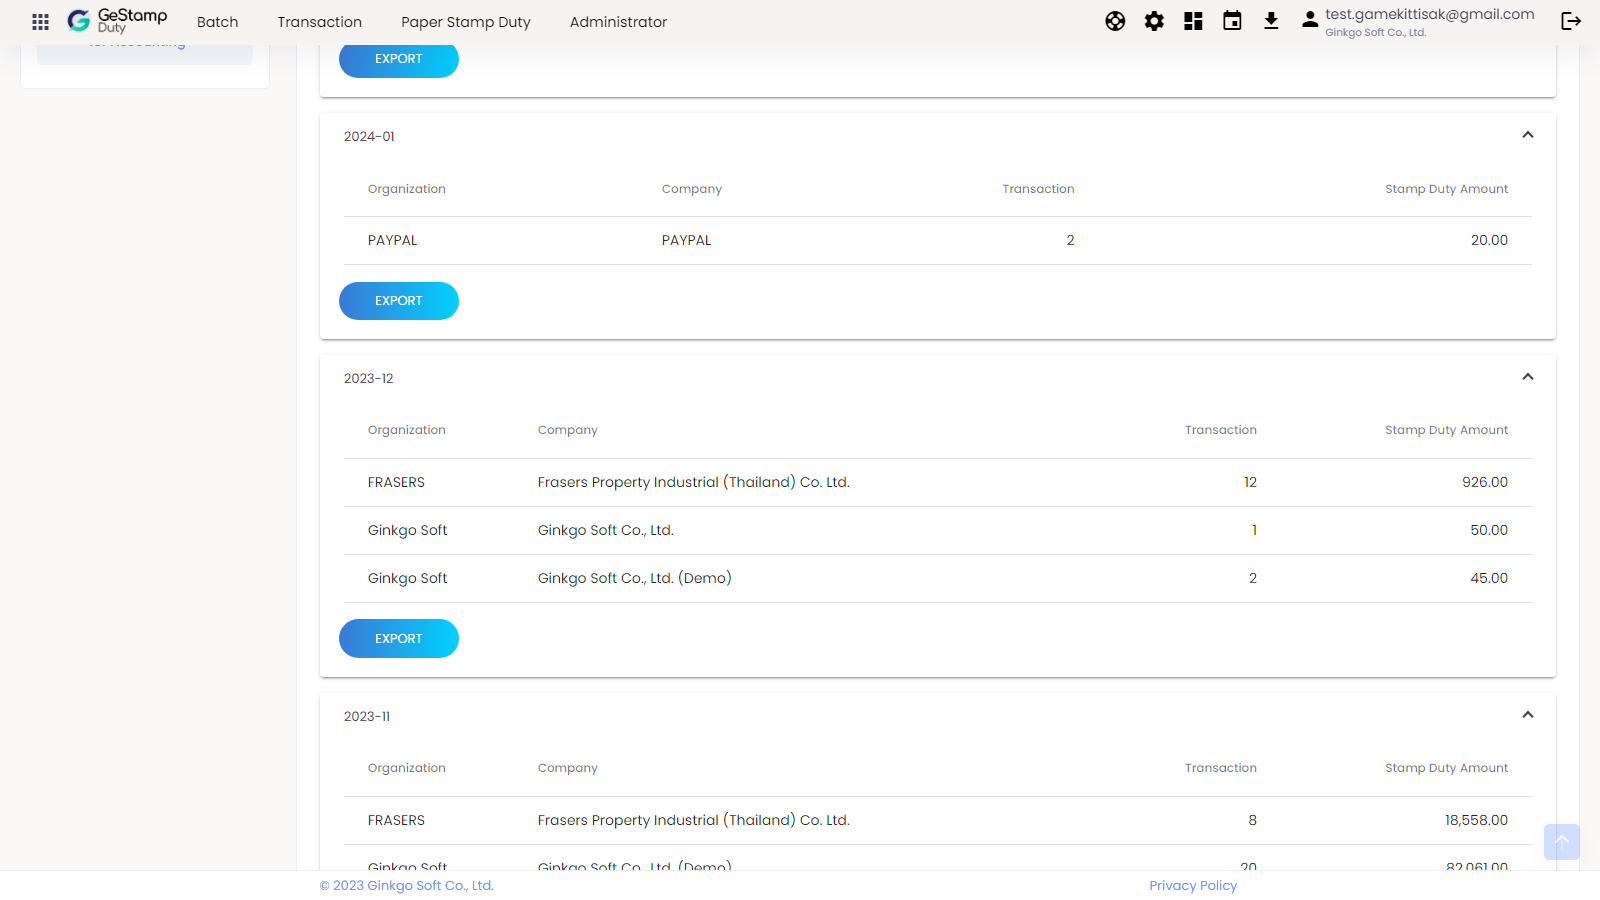 GeStamp
Duty
Batch
Transaction
Paper Stamp Duty
Administrator
test.gamekittisak@gmail.com
Ginkgo Soft Co., Ltd.
EXPORT
2024-01
Organization Company Transaction Stamp Duty Amount
PAYPAL PAYPAL 2 20.00
EXPORT
2023-12
Organization Company Transaction Stamp Duty Amount
FRASERS Frasers Property Industrial (Thailand) Co. Ltd. 12 926.00
Ginkgo Soft Ginkgo Soft Co., Ltd. 1 50.00
Ginkgo Soft Ginkgo Soft Co., Ltd. (Demo) 2 45.00
EXPORT
2023-11
Organization Company Transaction Stamp Duty Amount
FRASERS Frasers Property Industrial (Thailand) Co. Ltd. 8 18,558.00
Ginkgo Soft Ginkgo Soft Co., Ltd. (Demo) 20 82,061.00
© 2023 Ginkgo Soft Co., Ltd.
Privacy Policy